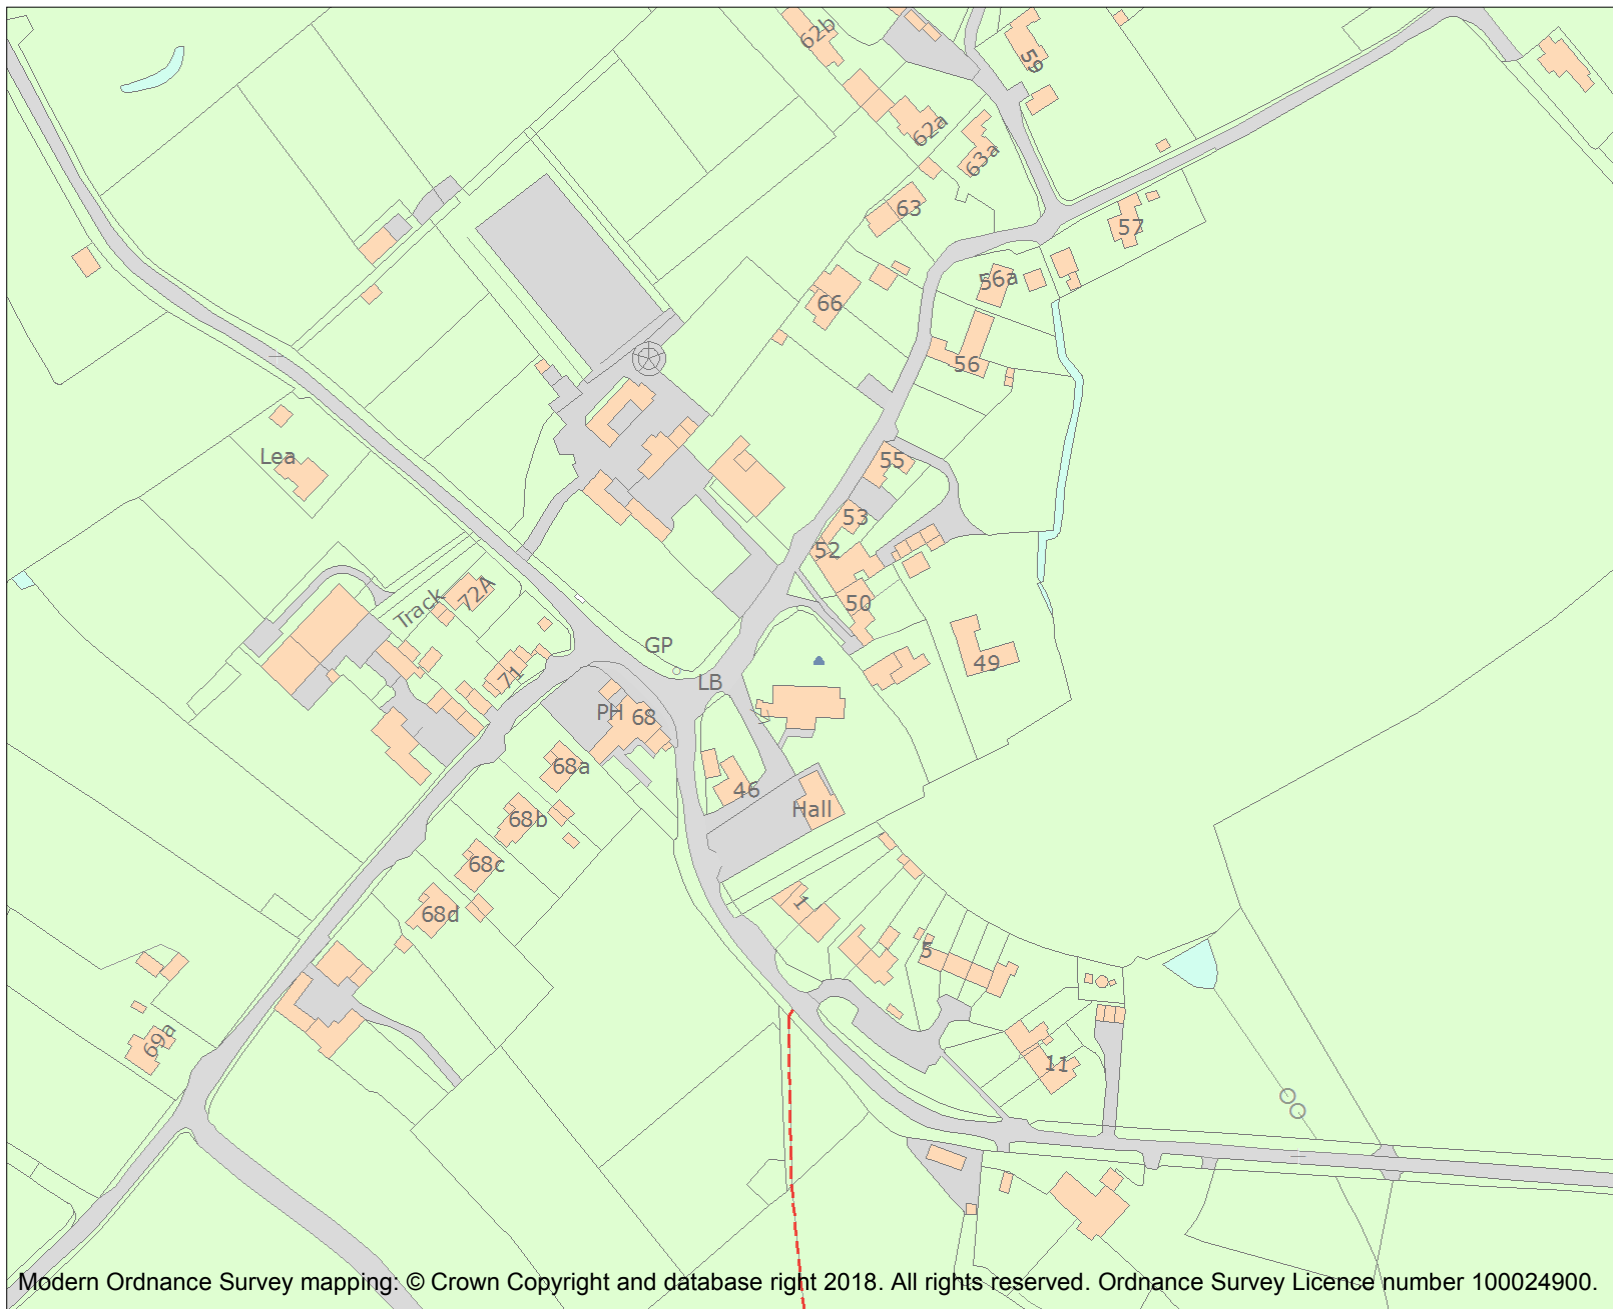 62b
59
62a
63a
63
57
56a
66
56
Lea
55
53
52
72A
Track
50
GP
49
71
LB
PH 68
68a
46
Hall
68b
68c
1
68d
5
69a
11
Modern Ordnance Survey mapping: © Crown Copyright and database right 2018. All rights reserved. Ordnance Survey Licence number 100024900.